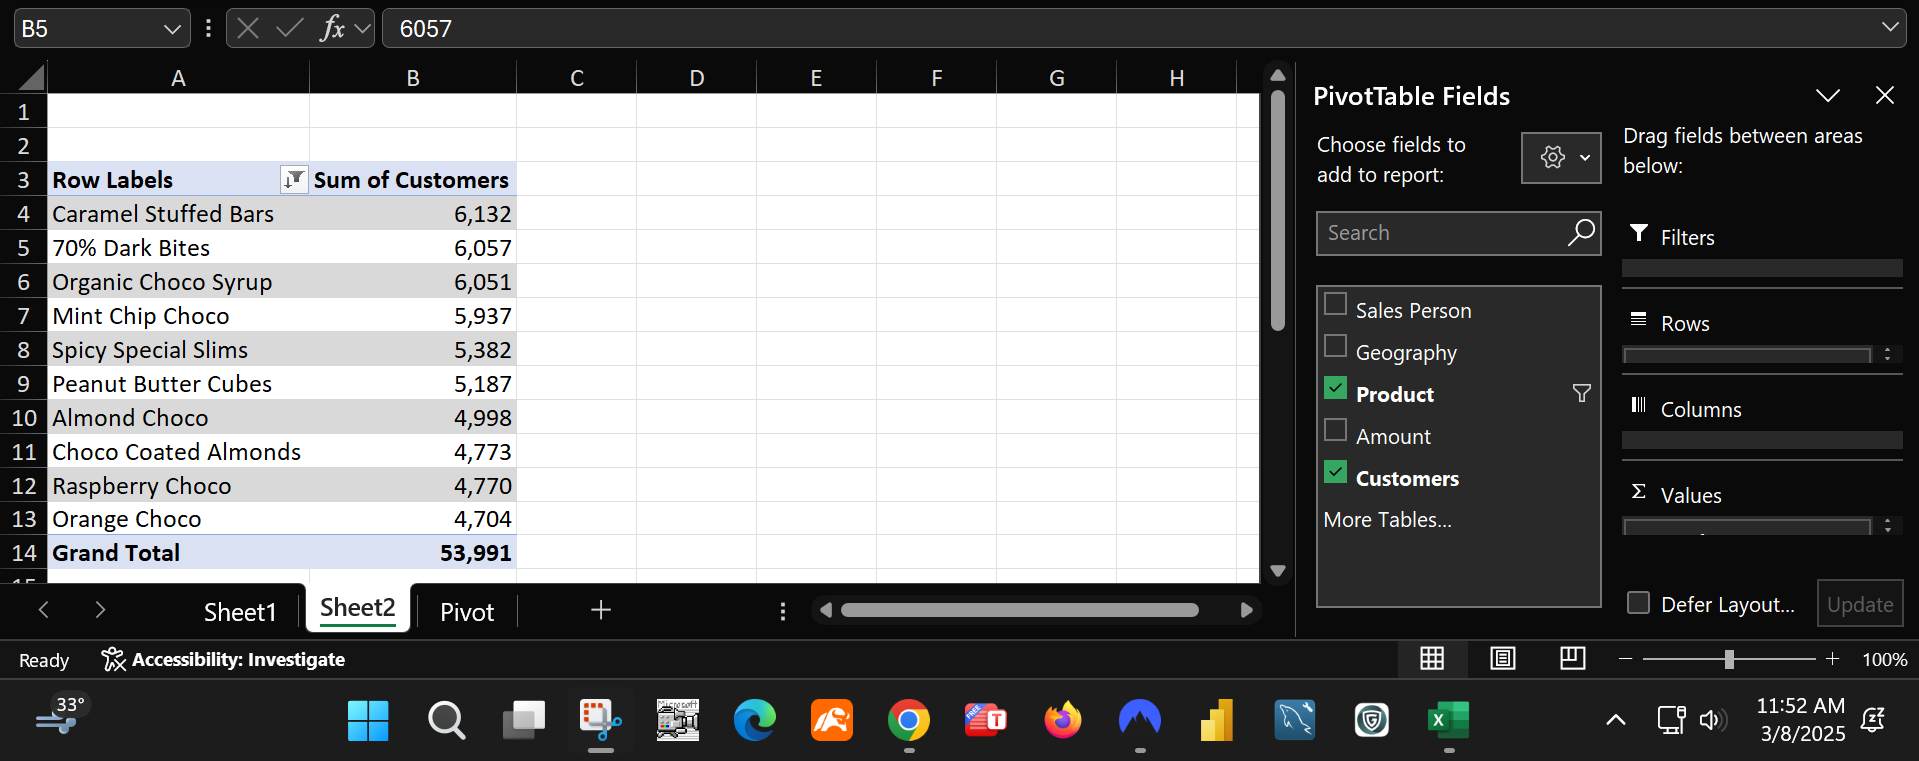 B5
fx
6057
A B C D E F G H
1
2
3 Row Labels Sum of Customers
4 Caramel Stuffed Bars 6,132
5 70% Dark Bites 6,057
6 Organic Choco Syrup 6,051
7 Mint Chip Choco 5,937
8 Spicy Special Slims 5,382
9 Peanut Butter Cubes 5,187
10 Almond Choco 4,998
11 Choco Coated Almonds 4,773
12 Raspberry Choco 4,770
13 Orange Choco 4,704
14 Grand Total 53,991
PivotTable Fields
Choose fields to
add to report:
Search
Sales Person
Geography
Product
Amount
Customers
More Tables...
Drag fields between areas
below:
Filters
Rows
Columns
Σ Values
Defer Layout...
Update
Sheet1 Sheet2 Pivot
Ready
Accessibility: Investigate
100%
33°
Microsoft
FREE
T
X
11:52 AM
3/8/2025